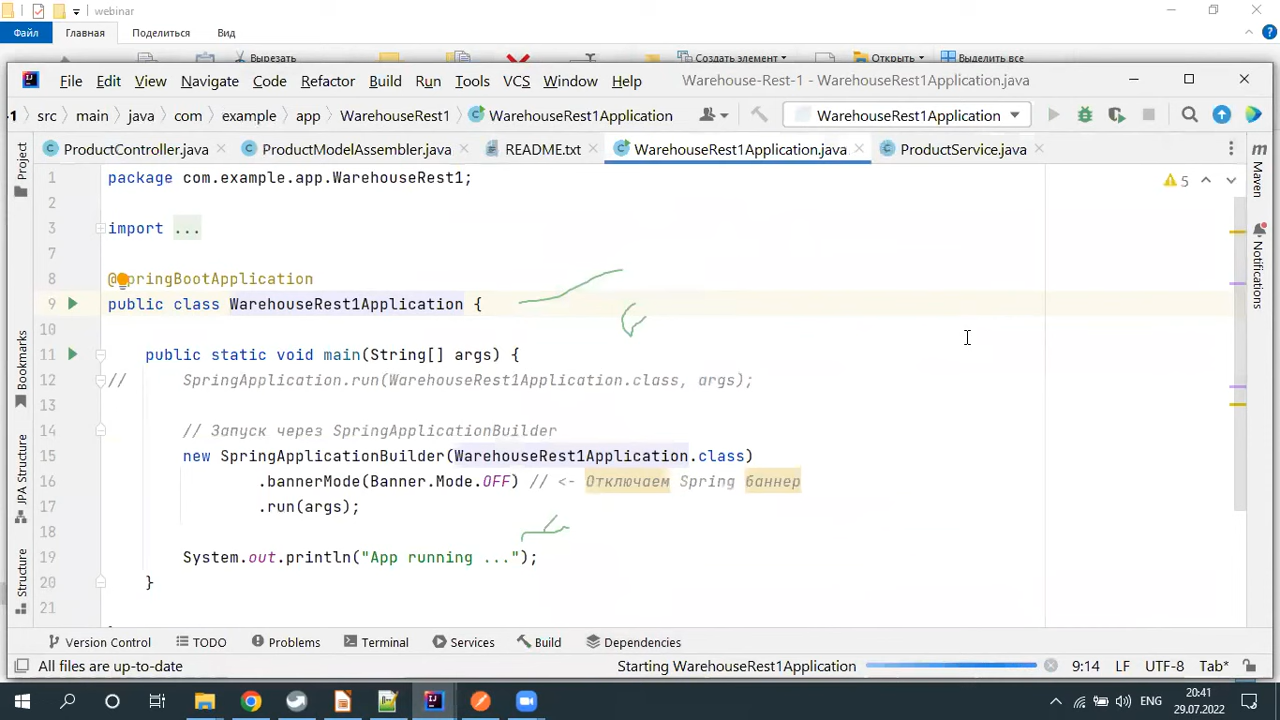 webinar
Файл Главная Поделиться Вид
Вырезать Создать элемент Открыть Выделить все
File Edit View Navigate Code Refactor Build Run Tools VCS Window Help Warehouse-Rest-1 - WarehouseRest1Application.java
-1 src main java com example app WarehouseRest1 WarehouseRest1Application WarehouseRest1Application
ProductController.java ProductModelAssembler.java README.txt WarehouseRest1Application.java ProductService.java
Project
Bookmarks
JPA Structure
Structure
1 package com.example.app.WarehouseRest1;
2
3 import ...
7
8 @SpringBootApplication
9 public class WarehouseRest1Application {
10
11 public static void main(String[] args) {
12 // SpringApplication.run(WarehouseRest1Application.class, args);
13
14 // Запуск через SpringApplicationBuilder
15 new SpringApplicationBuilder(WarehouseRest1Application.class)
16 .bannerMode(Banner.Mode.OFF) // <- Отключаем Spring баннер
17 .run(args);
18
19 System.out.println("App running ...");
20 }
21
5
Maven
Notifications
Version Control TODO Problems Terminal Services Build Dependencies
All files are up-to-date Starting WarehouseRest1Application 9:14 LF UTF-8 Tab*
ENG 20:41
29.07.2022